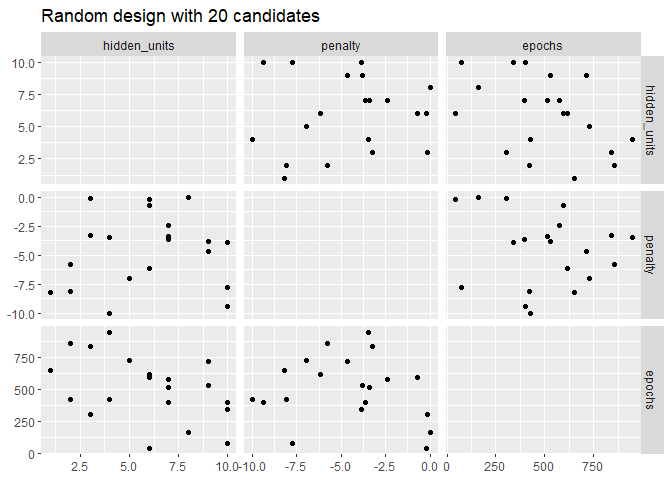 Random design with 20 candidates
hidden_units penalty epochs
10.0
7.5
5.0
2.5
hidden_units
0.0
-2.5
-5.0
-7.5
-10.0
penalty
750
500
250
0
epochs
2.5 5.0 7.5 10.0 -10.0 -7.5 -5.0 -2.5 0.0 0 250 500 750